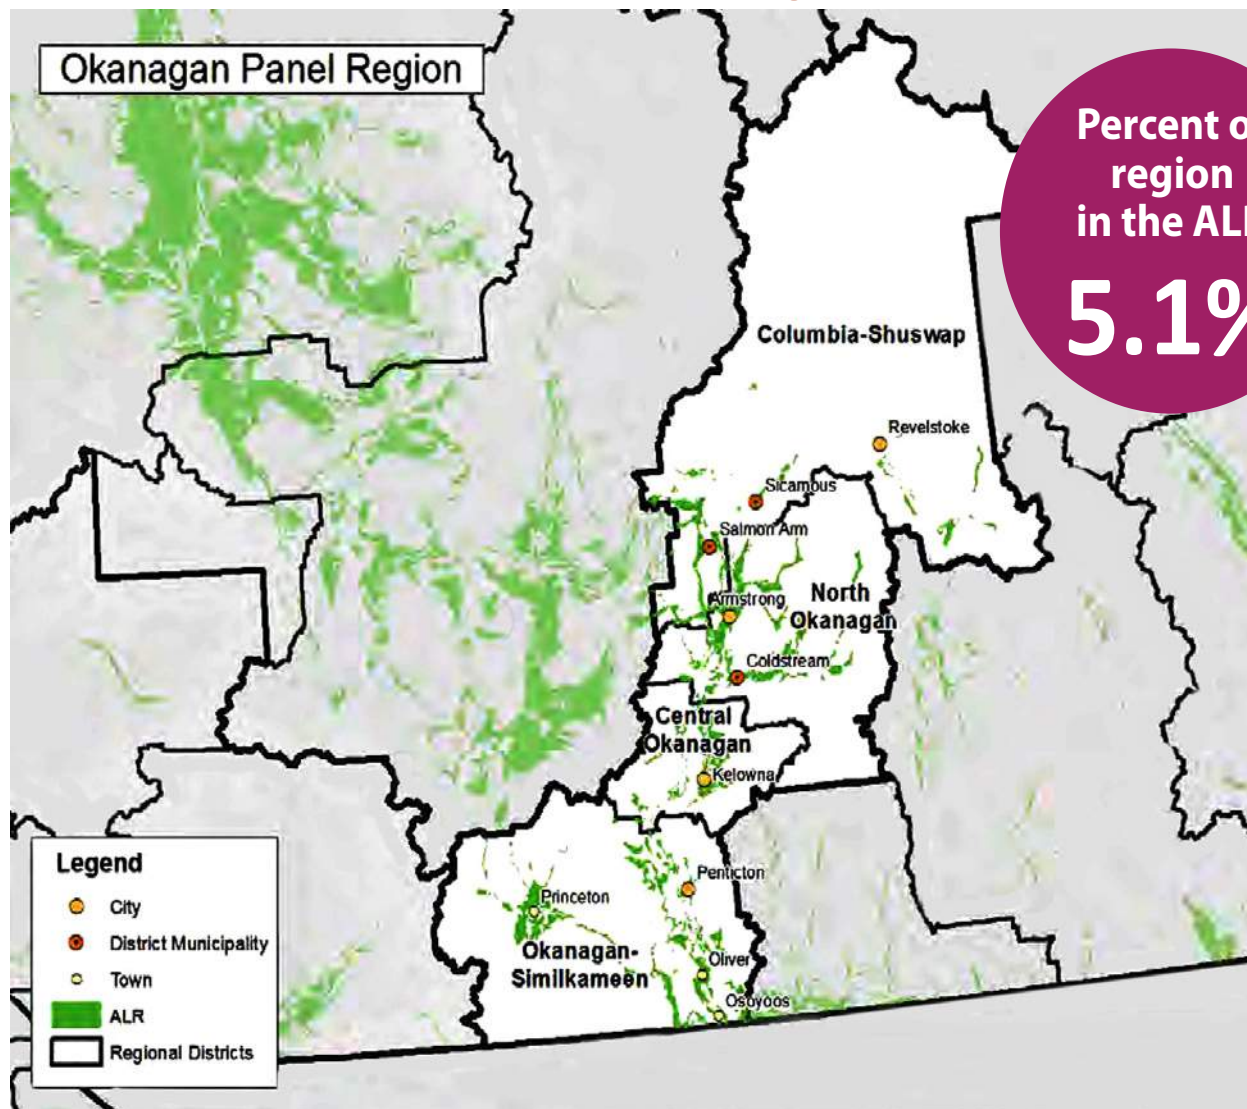 Okanagan Panel Region
Percent o
region
in the AL
5.1%
Columbia-Shuswap
Revelstoke
Sicamous
Salmon Arm
Armstrong
North
Okanagan
Coldstream
Central
Okanagan
Kelowna
Penticton
Princeton
Okanagan-
Similkameen
Oliver
Osoyoos
Legend
City
District Municipality
Town
ALR
Regional Districts